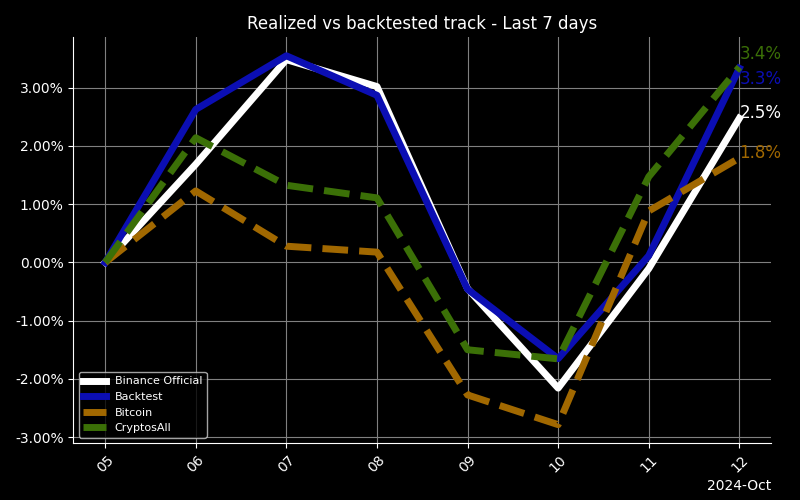 Realized vs backtested track - Last 7 days
3.4%
3.3%
3.00%
2.5%
2.00%
1.8%
1.00%
0.00%
-1.00%
-2.00%
-3.00%
Binance Official
Backtest
Bitcoin
CryptosAll
05 06 07 08 09 10 11 12
2024-Oct